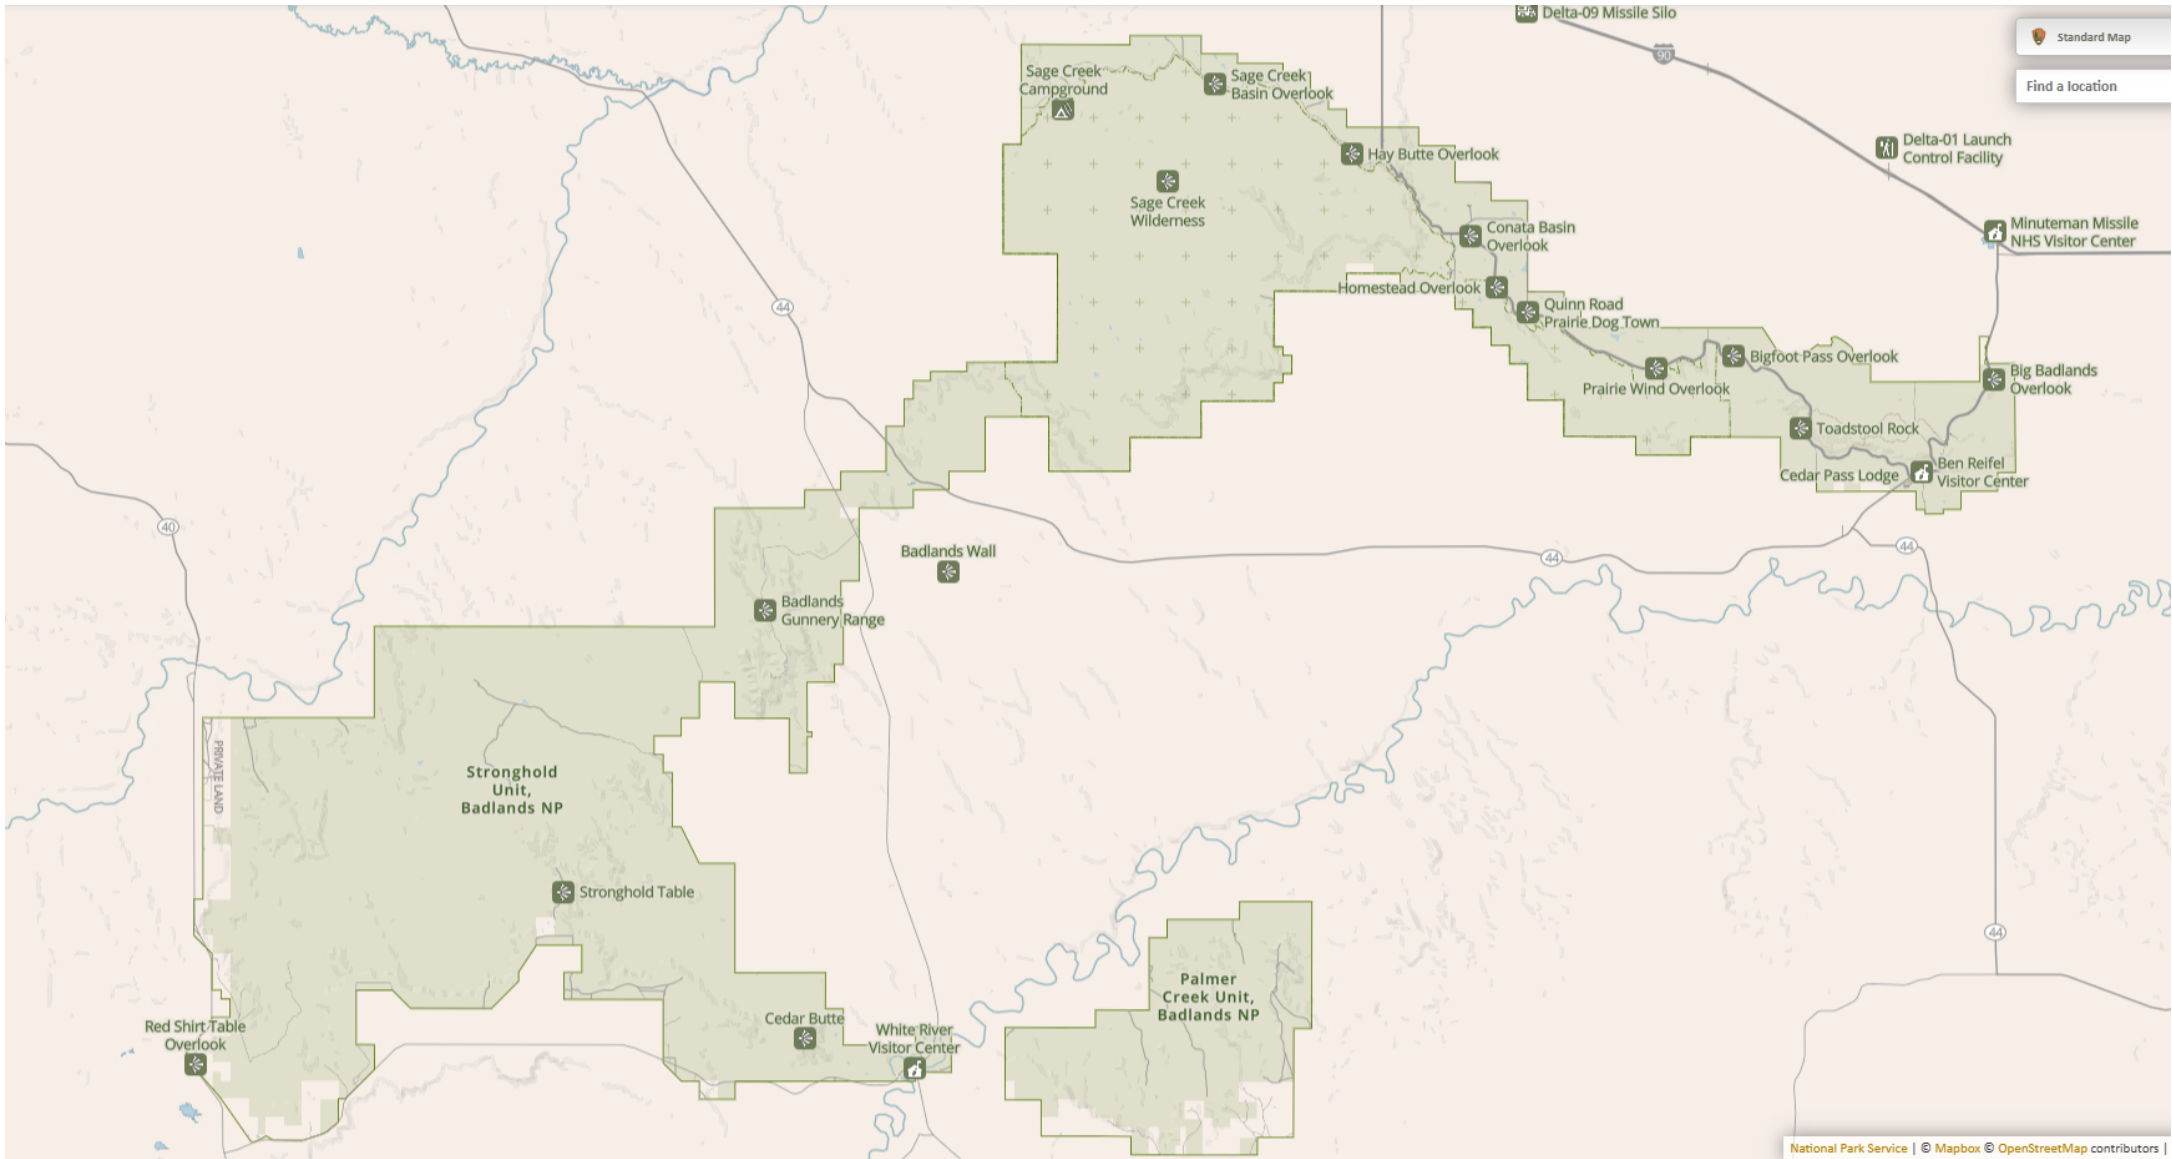 Delta-09 Missile Silo
90
Standard Map
Find a location
Sage Creek
Campground
Sage Creek
Basin Overlook
Delta-01 Launch
Control Facility
Hay Butte Overlook
Sage Creek
Wilderness
Conata Basin
Overlook
Minuteman Missile
NHS Visitor Center
Homestead Overlook
44
Quinn Road
Prairie Dog Town
Bigfoot Pass Overlook
Prairie Wind Overlook
Big Badlands
Overlook
Toadstool Rock
Cedar Pass Lodge
Ben Reifel
Visitor Center
40
Badlands Wall
44
44
Badlands
Gunnery Range
PRIVATE LAND
Stronghold
Unit,
Badlands NP
Stronghold Table
44
Palmer
Creek Unit,
Badlands NP
Red Shirt Table
Overlook
Cedar Butte
White River
Visitor Center
National Park Service | © Mapbox © OpenStreetMap contributors |